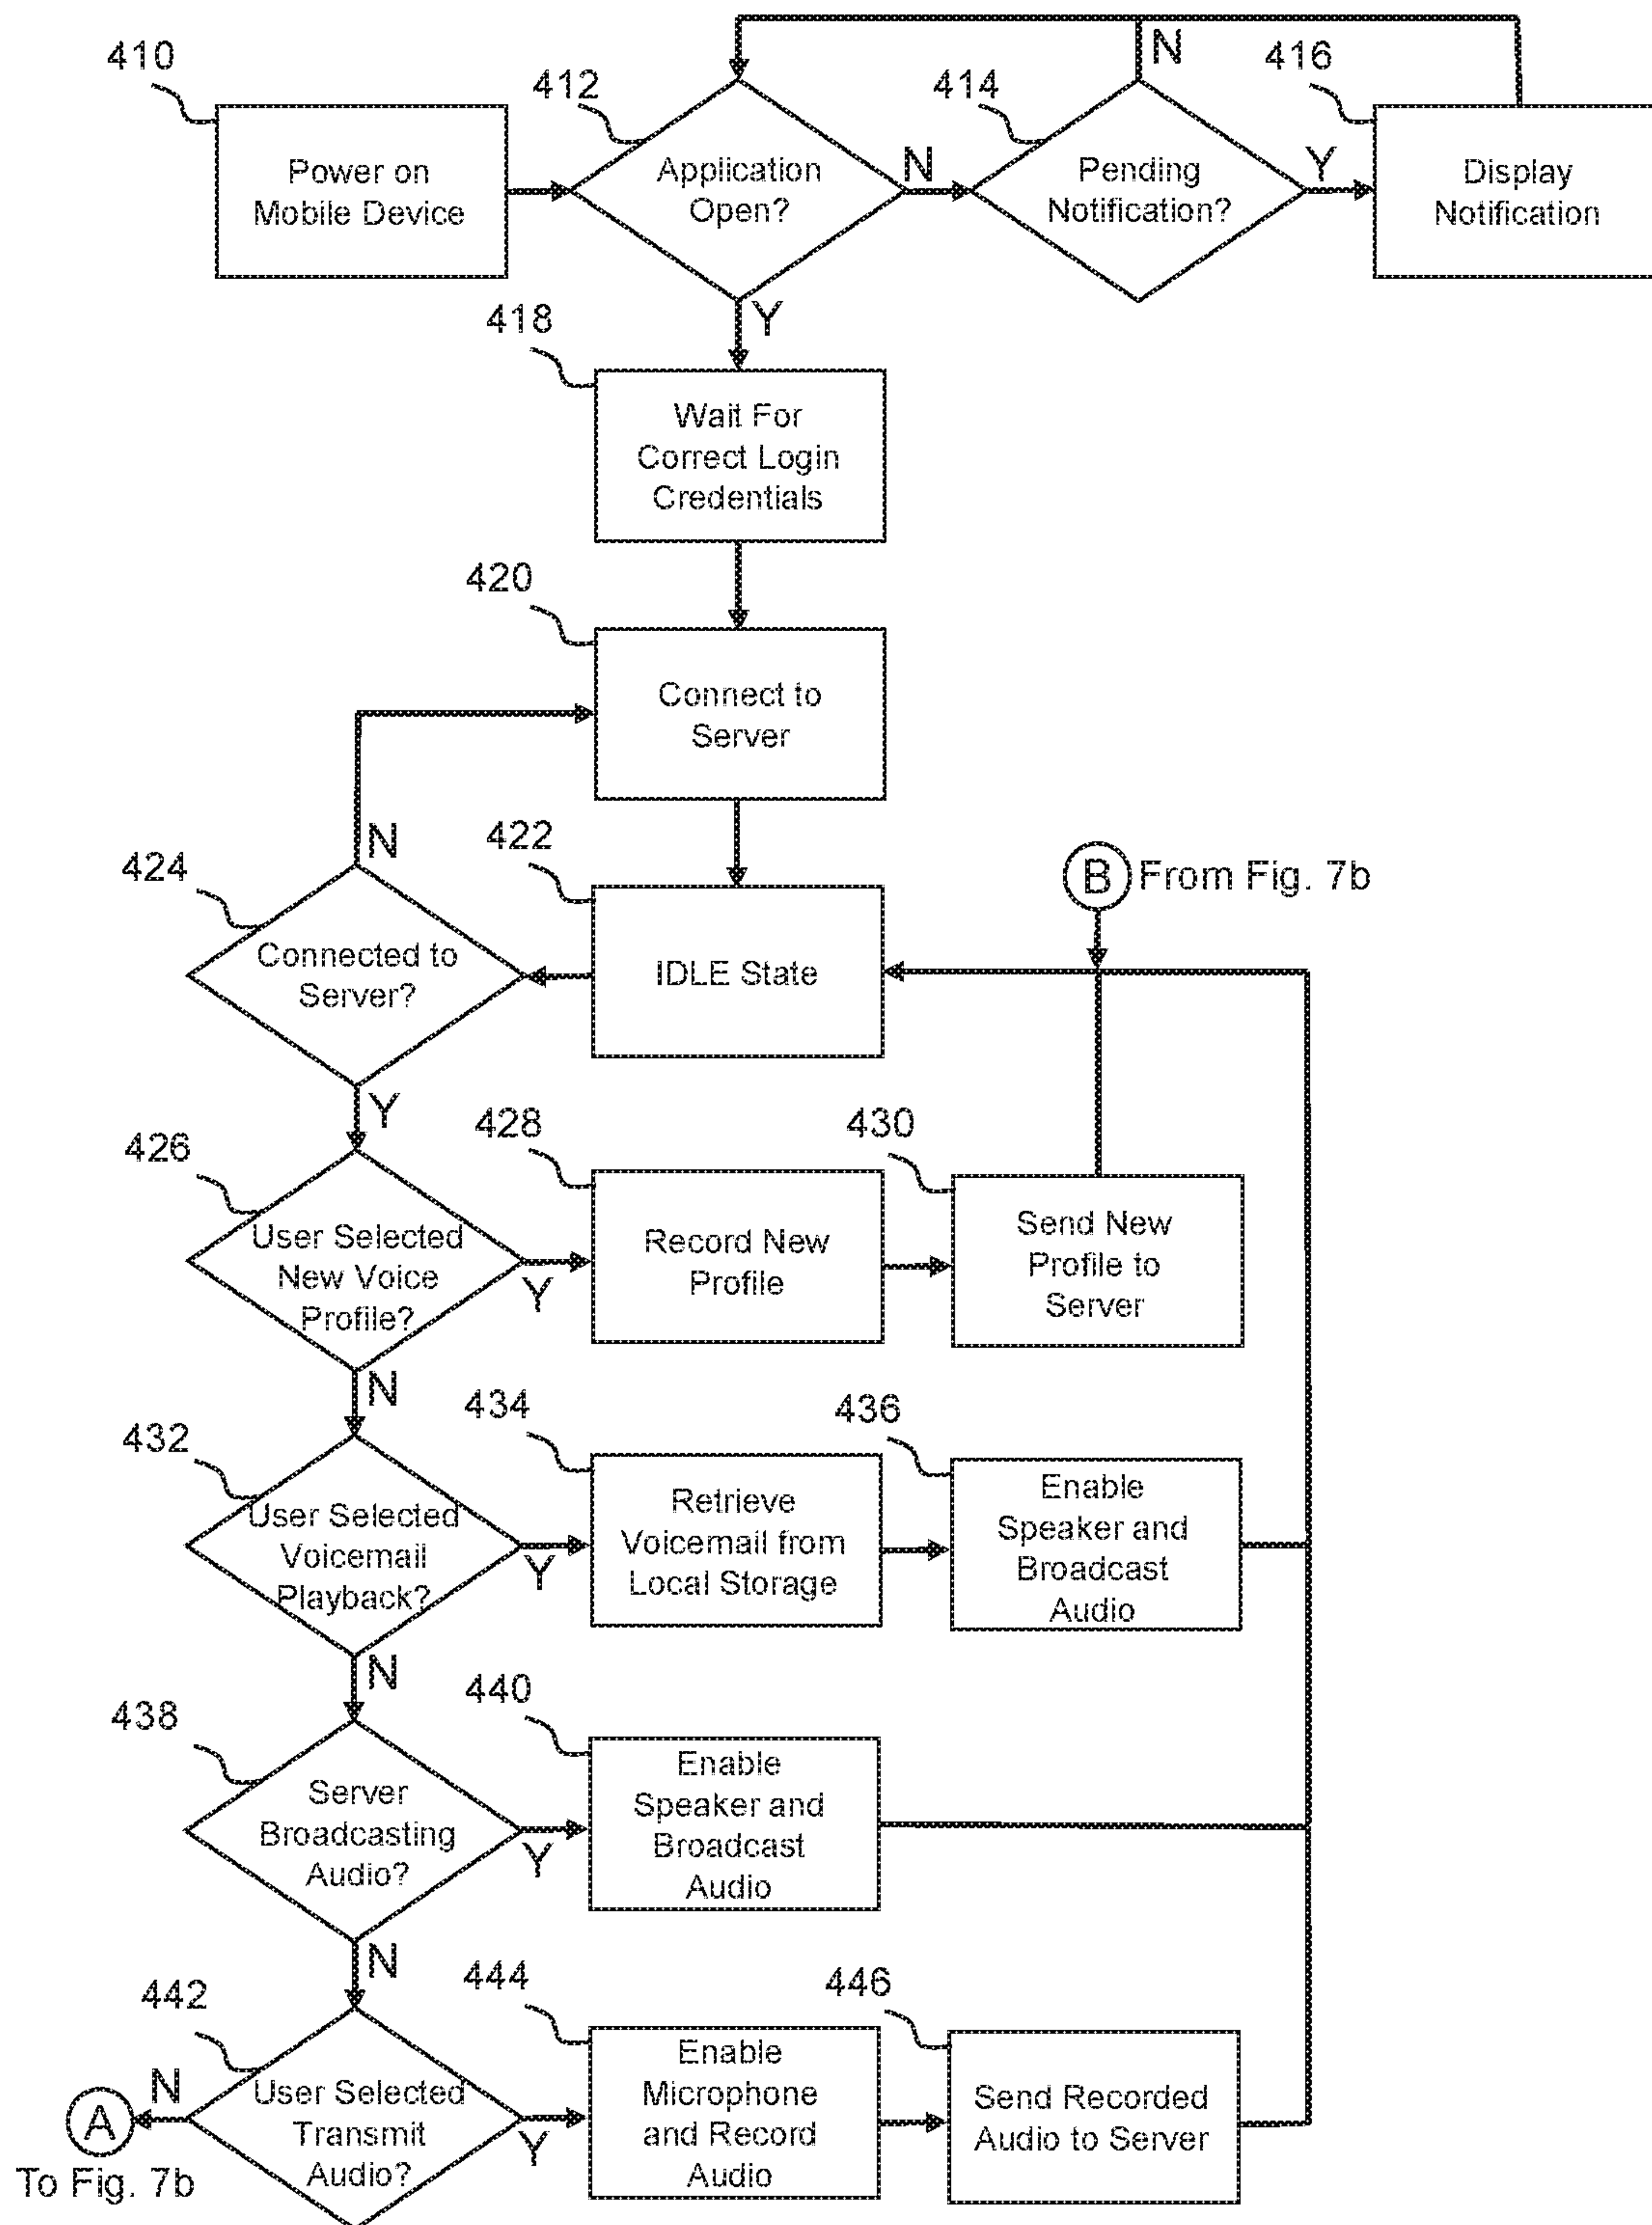 410
412
414
416
Power on
Mobile Device
Application
Open?
N
Pending
Notification?
N
Y
Display
Notification
Y
418
Wait For
Correct Login
Credentials
420
Connect to
Server
422
IDLE State
B
From Fig. 7b
424
N
Connected to
Server?
Y
426
User Selected
New Voice
Profile?
Y
428
Record New
Profile
430
Send New
Profile to
Server
N
432
User Selected
Voicemail
Playback?
Y
434
Retrieve
Voicemail from
Local Storage
436
Enable
Speaker and
Broadcast
Audio
N
438
Server
Broadcasting
Audio?
Y
440
Enable
Speaker and
Broadcast
Audio
N
442
User Selected
Transmit
Audio?
N
A
To Fig. 7b
Y
444
Enable
Microphone
and Record
Audio
446
Send Recorded
Audio to Server